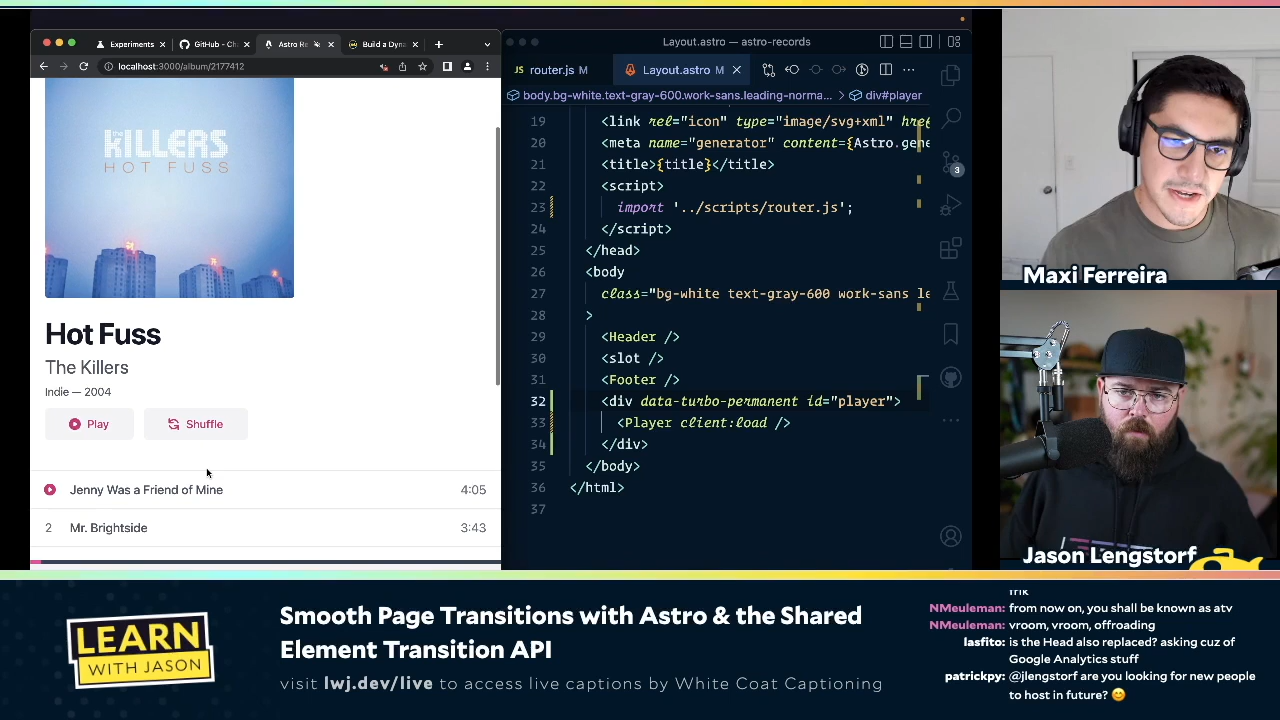 Experiments
GitHub - Ch
Astro Re
Build a Dyna
localhost:3000/album/2177412
the KILLERS
HOT FUSS
Hot Fuss
The Killers
Indie — 2004
Play
Shuffle
Jenny Was a Friend of Mine 4:05
2 Mr. Brightside 3:43
Layout.astro — astro-records
JS router.js M
Layout.astro M
body.bg-white.text-gray-600.work-sans.leading-norma... > div#player
19 <link rel="icon" type="image/svg+xml" href
20 <meta name="generator" content={Astro.gene
21 <title>{title}</title>
22 <script>
23 import '../scripts/router.js';
24 </script>
25 </head>
26 <body
27 class="bg-white text-gray-600 work-sans le
28 >
29 <Header />
30 <slot />
31 <Footer />
32 <div data-turbo-permanent id="player">
33 <Player client:load />
34 </div>
35 </body>
36 </html>
37
3
Maxi Ferreira
Jason Lengstorf
LEARN
WITH JASON
Smooth Page Transitions with Astro & the Shared
Element Transition API
visit lwj.dev/live to access live captions by White Coat Captioning
NMeuleman: from now on, you shall be known as atv
NMeuleman: vroom, vroom, offroading
lasfito: is the Head also replaced? asking cuz of
Google Analytics stuff
patrickpy: @jlengstorf are you looking for new people
to host in future? 😊